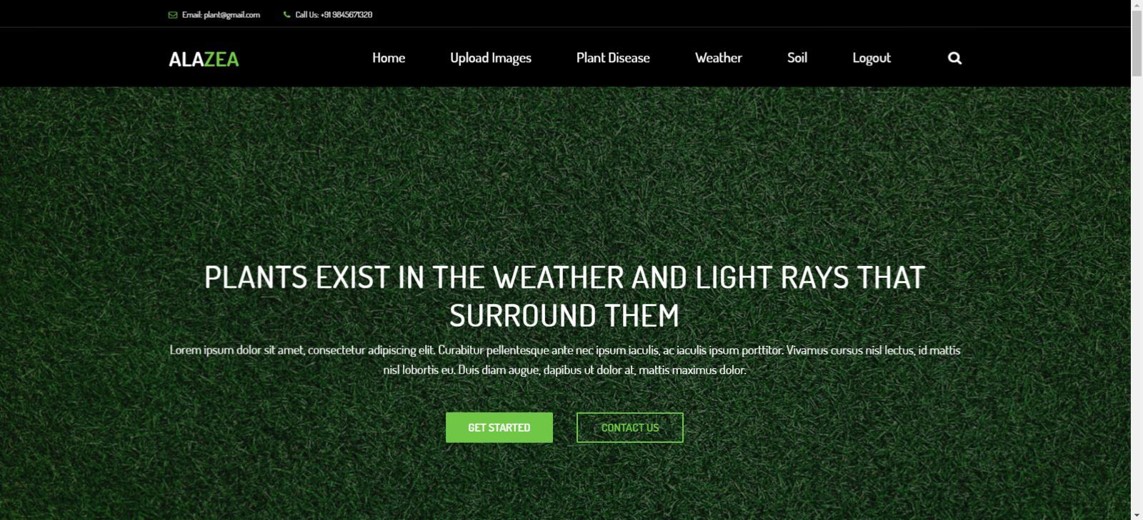 Email: plant@gmail.com Call Us: +91 9845671320
ALAZEA Home Upload Images Plant Disease Weather Soil Logout
PLANTS EXIST IN THE WEATHER AND LIGHT RAYS THAT
SURROUND THEM
Lorem ipsum dolor sit amet, consectetur adipiscing elit. Curabitur pellentesque ante nec ipsum iaculis, ac iaculis ipsum porttitor. Vivamus cursus nisl lectus, id mattis
nisl lobortis eu. Duis diam augue, dapibus ut dolor at, mattis maximus dolor.
GET STARTED CONTACT US